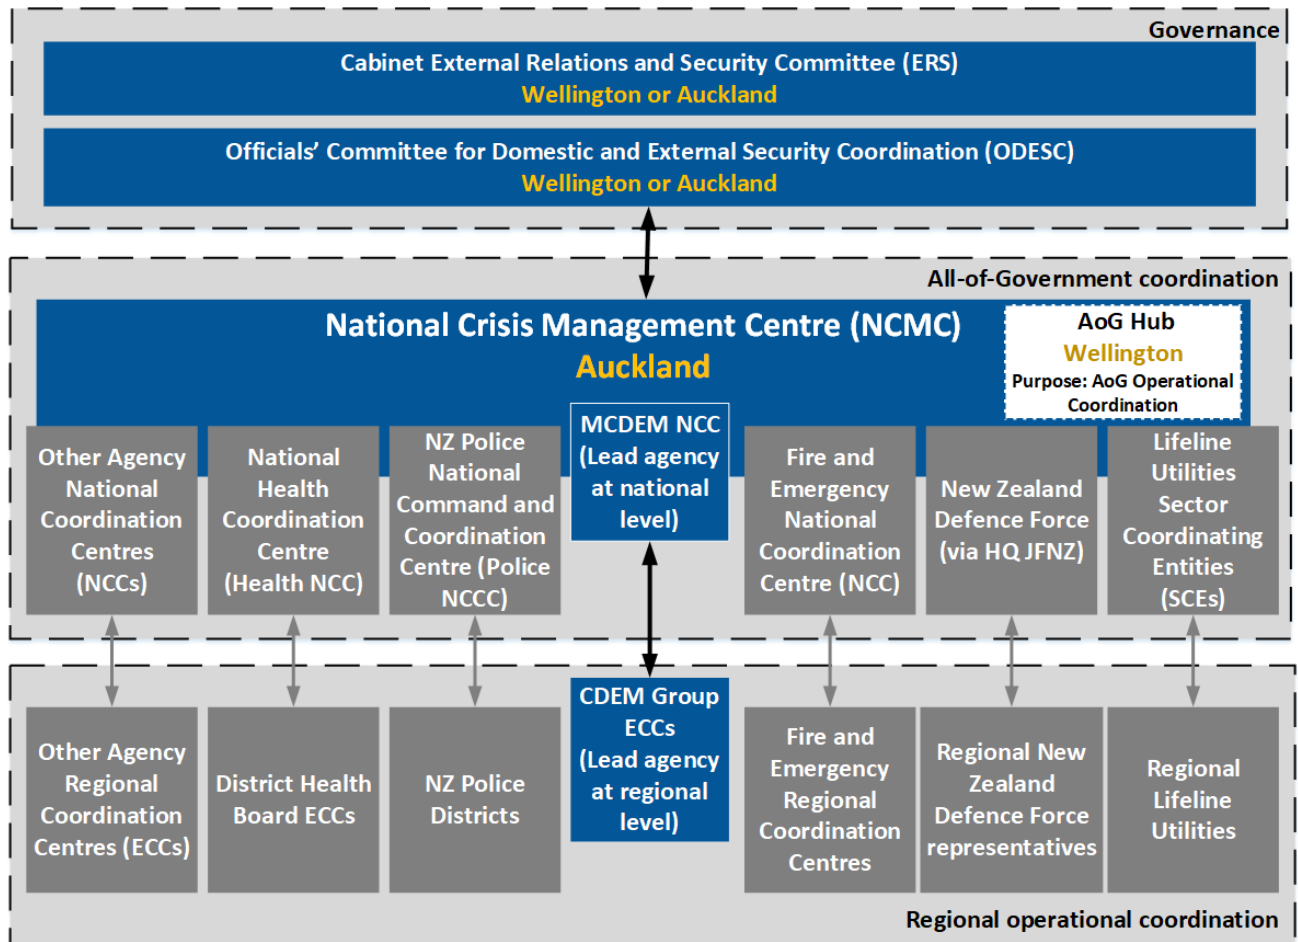 Governance
Cabinet External Relations and Security Committee (ERS)
Wellington or Auckland
Officials’ Committee for Domestic and External Security Coordination (ODESC)
Wellington or Auckland
All-of-Government coordination
National Crisis Management Centre (NCMC)
Auckland
AoG Hub
Wellington
Purpose: AoG Operational
Coordination
Other Agency
National
Coordination
Centres
(NCCs)
National
Health
Coordination
Centre
(Health NCC)
NZ Police
National
Command and
Coordination
Centre (Police
NCCC)
MCDEM NCC
(Lead agency
at national
level)
Fire and
Emergency
National
Coordination
Centre (NCC)
New Zealand
Defence Force
(via HQ JFNZ)
Lifeline
Utilities
Sector
Coordinating
Entities
(SCEs)
Other Agency
Regional
Coordination
Centres (ECCs)
District Health
Board ECCs
NZ Police
Districts
CDEM Group
ECCs
(Lead agency
at regional
level)
Fire and
Emergency
Regional
Coordination
Centres
Regional New
Zealand
Defence Force
representatives
Regional
Lifeline
Utilities
Regional operational coordination